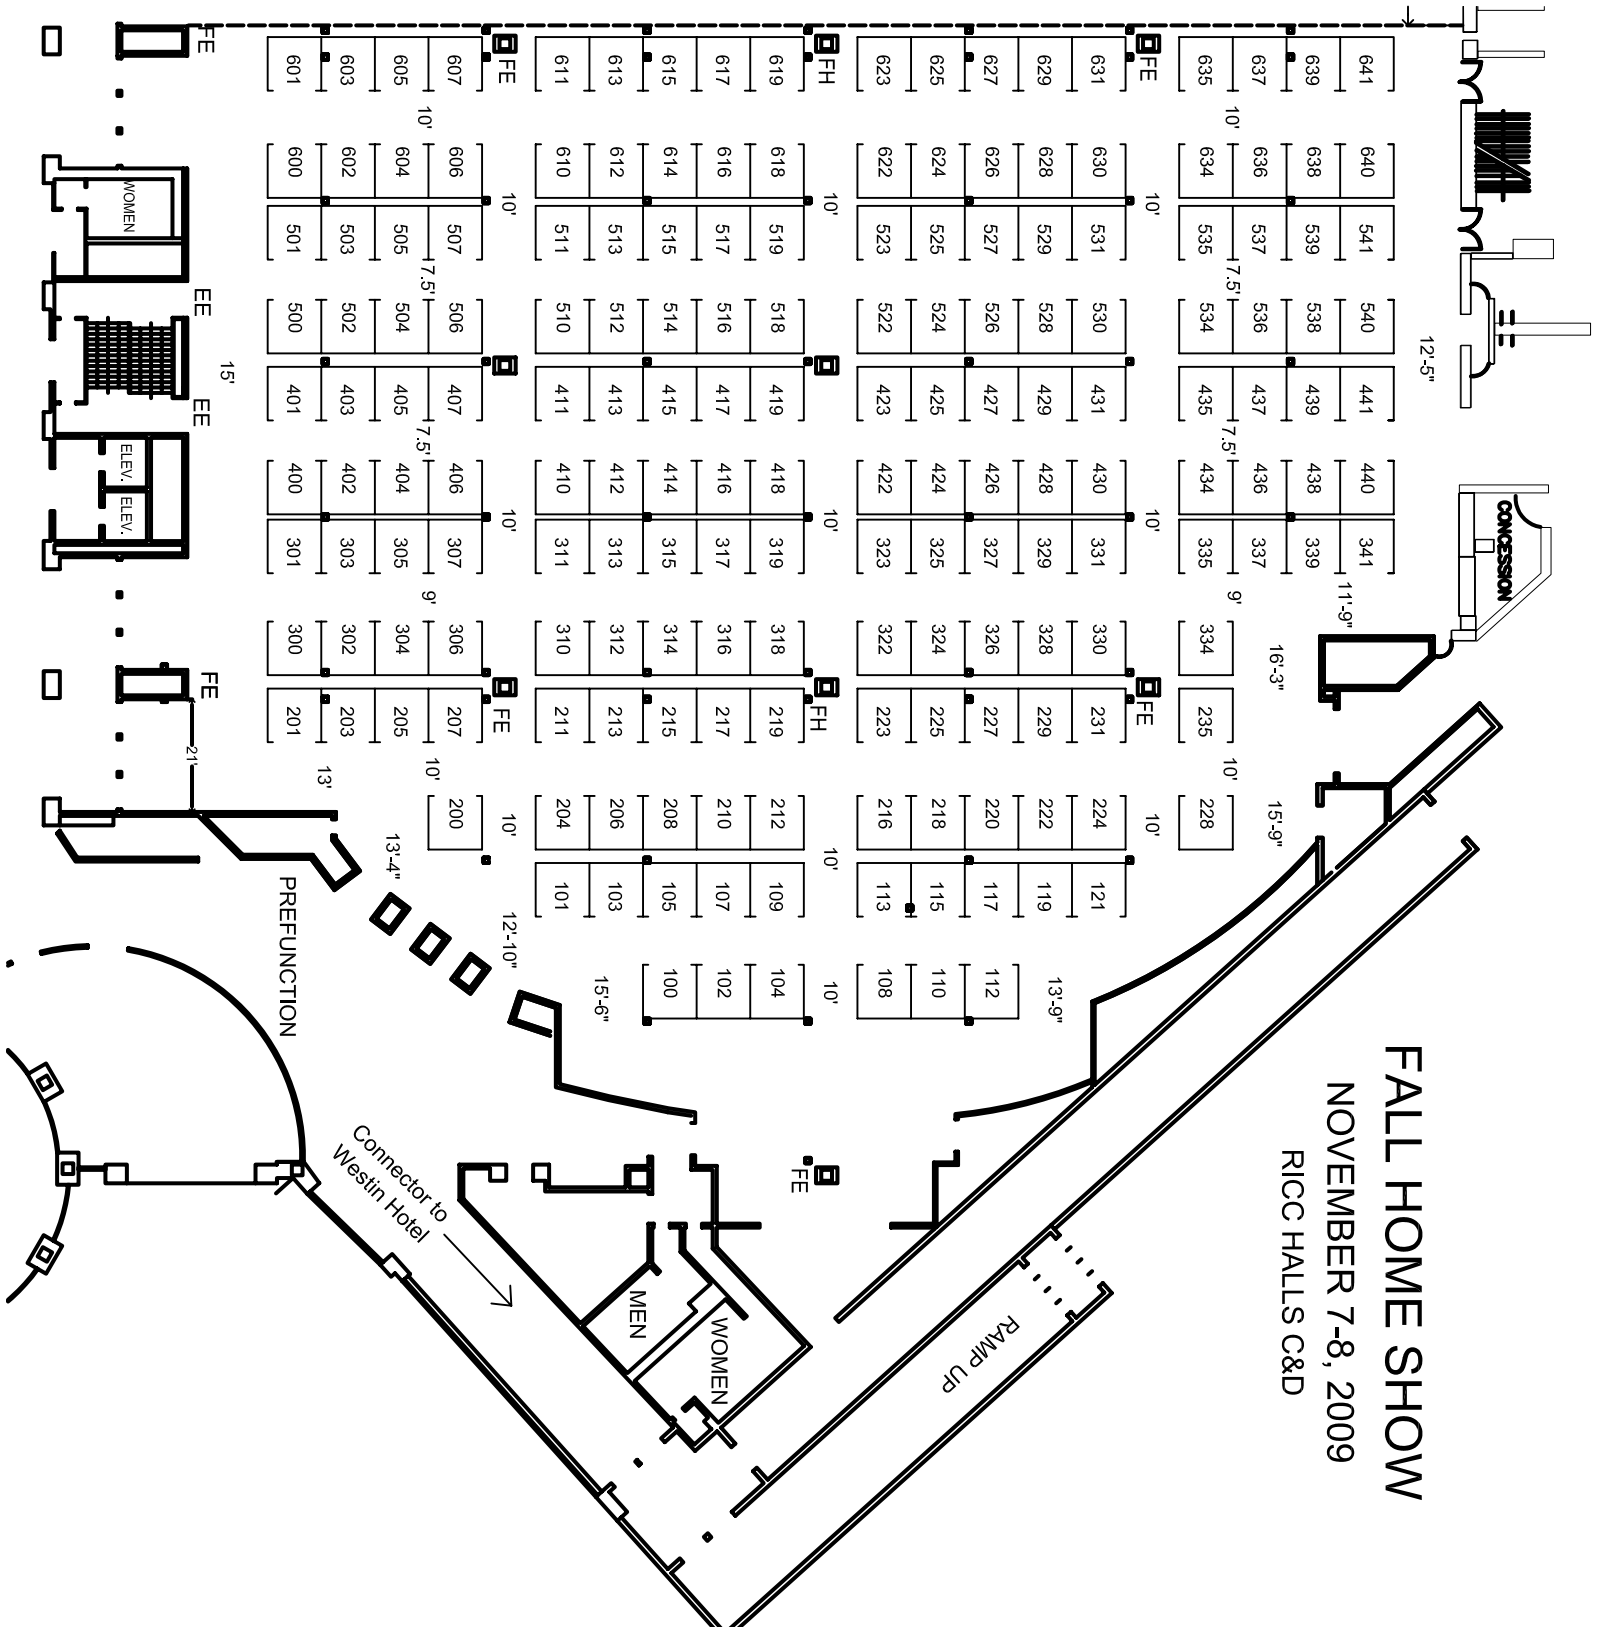 FALL HOME SHOW
NOVEMBER 7-8, 2009
RICC HALLS C&D
FE
601 603 605 607
FE
611 613 615 617 619
FH
623 625 627 629 631
FE
635 637 639 641
10'
10'
600 602 604 606
10'
610 612 614 616 618
10'
622 624 626 628 630
10'
634 636 638 640
WOMEN
501 503 505 507
511 513 515 517 519
523 525 527 529 531
535 537 539 541
7.5'
7.5'
EE
500 502 504 506
510 512 514 516 518
522 524 526 528 530
534 536 538 540
12'-5"
15'
EE
401 403 405 407
411 413 415 417 419
423 425 427 429 431
435 437 439 441
7.5'
7.5'
ELEV.
ELEV.
400 402 404 406
10'
410 412 414 416 418
10'
422 424 426 428 430
10'
434 436 438 440
CONCESSION
301 303 305 307
311 313 315 317 319
323 325 327 329 331
335 337 339 341
9'
9'
11'-9"
300 302 304 306
310 312 314 316 318
322 324 326 328 330
334
16'-3"
FE
201 203 205 207
FE
211 213 215 217 219
FH
223 225 227 229 231
FE
235
21'
13'
10'
10'
200
10'
204 206 208 210 212
10'
216 218 220 222 224
10'
228
15'-9"
13'-4"
101 103 105 107 109
113 115 117 119 121
PREFUNCTION
12'-10"
15'-6"
100 102 104
10'
108 110 112
13'-9"
FE
Connector to
Westin Hotel
MEN
WOMEN
RAMP UP